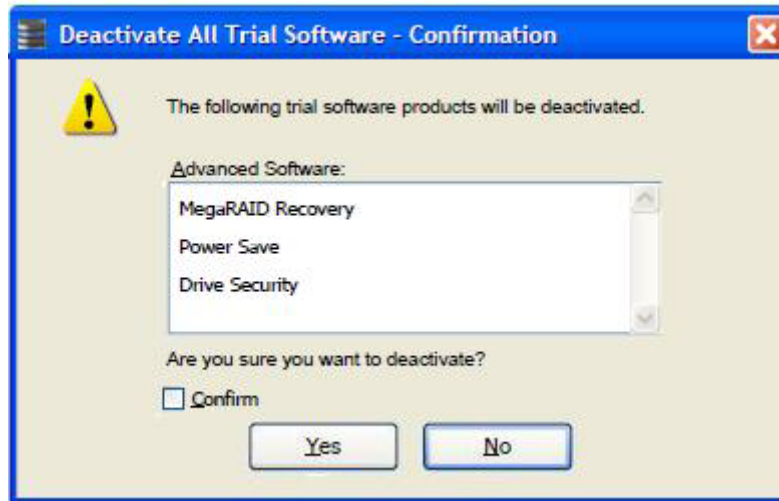 Deactivate All Trial Software - Confirmation
The following trial software products will be deactivated.
Advanced Software:
MegaRAID Recovery
Power Save
Drive Security
Are you sure you want to deactivate?
Confirm
Yes
No